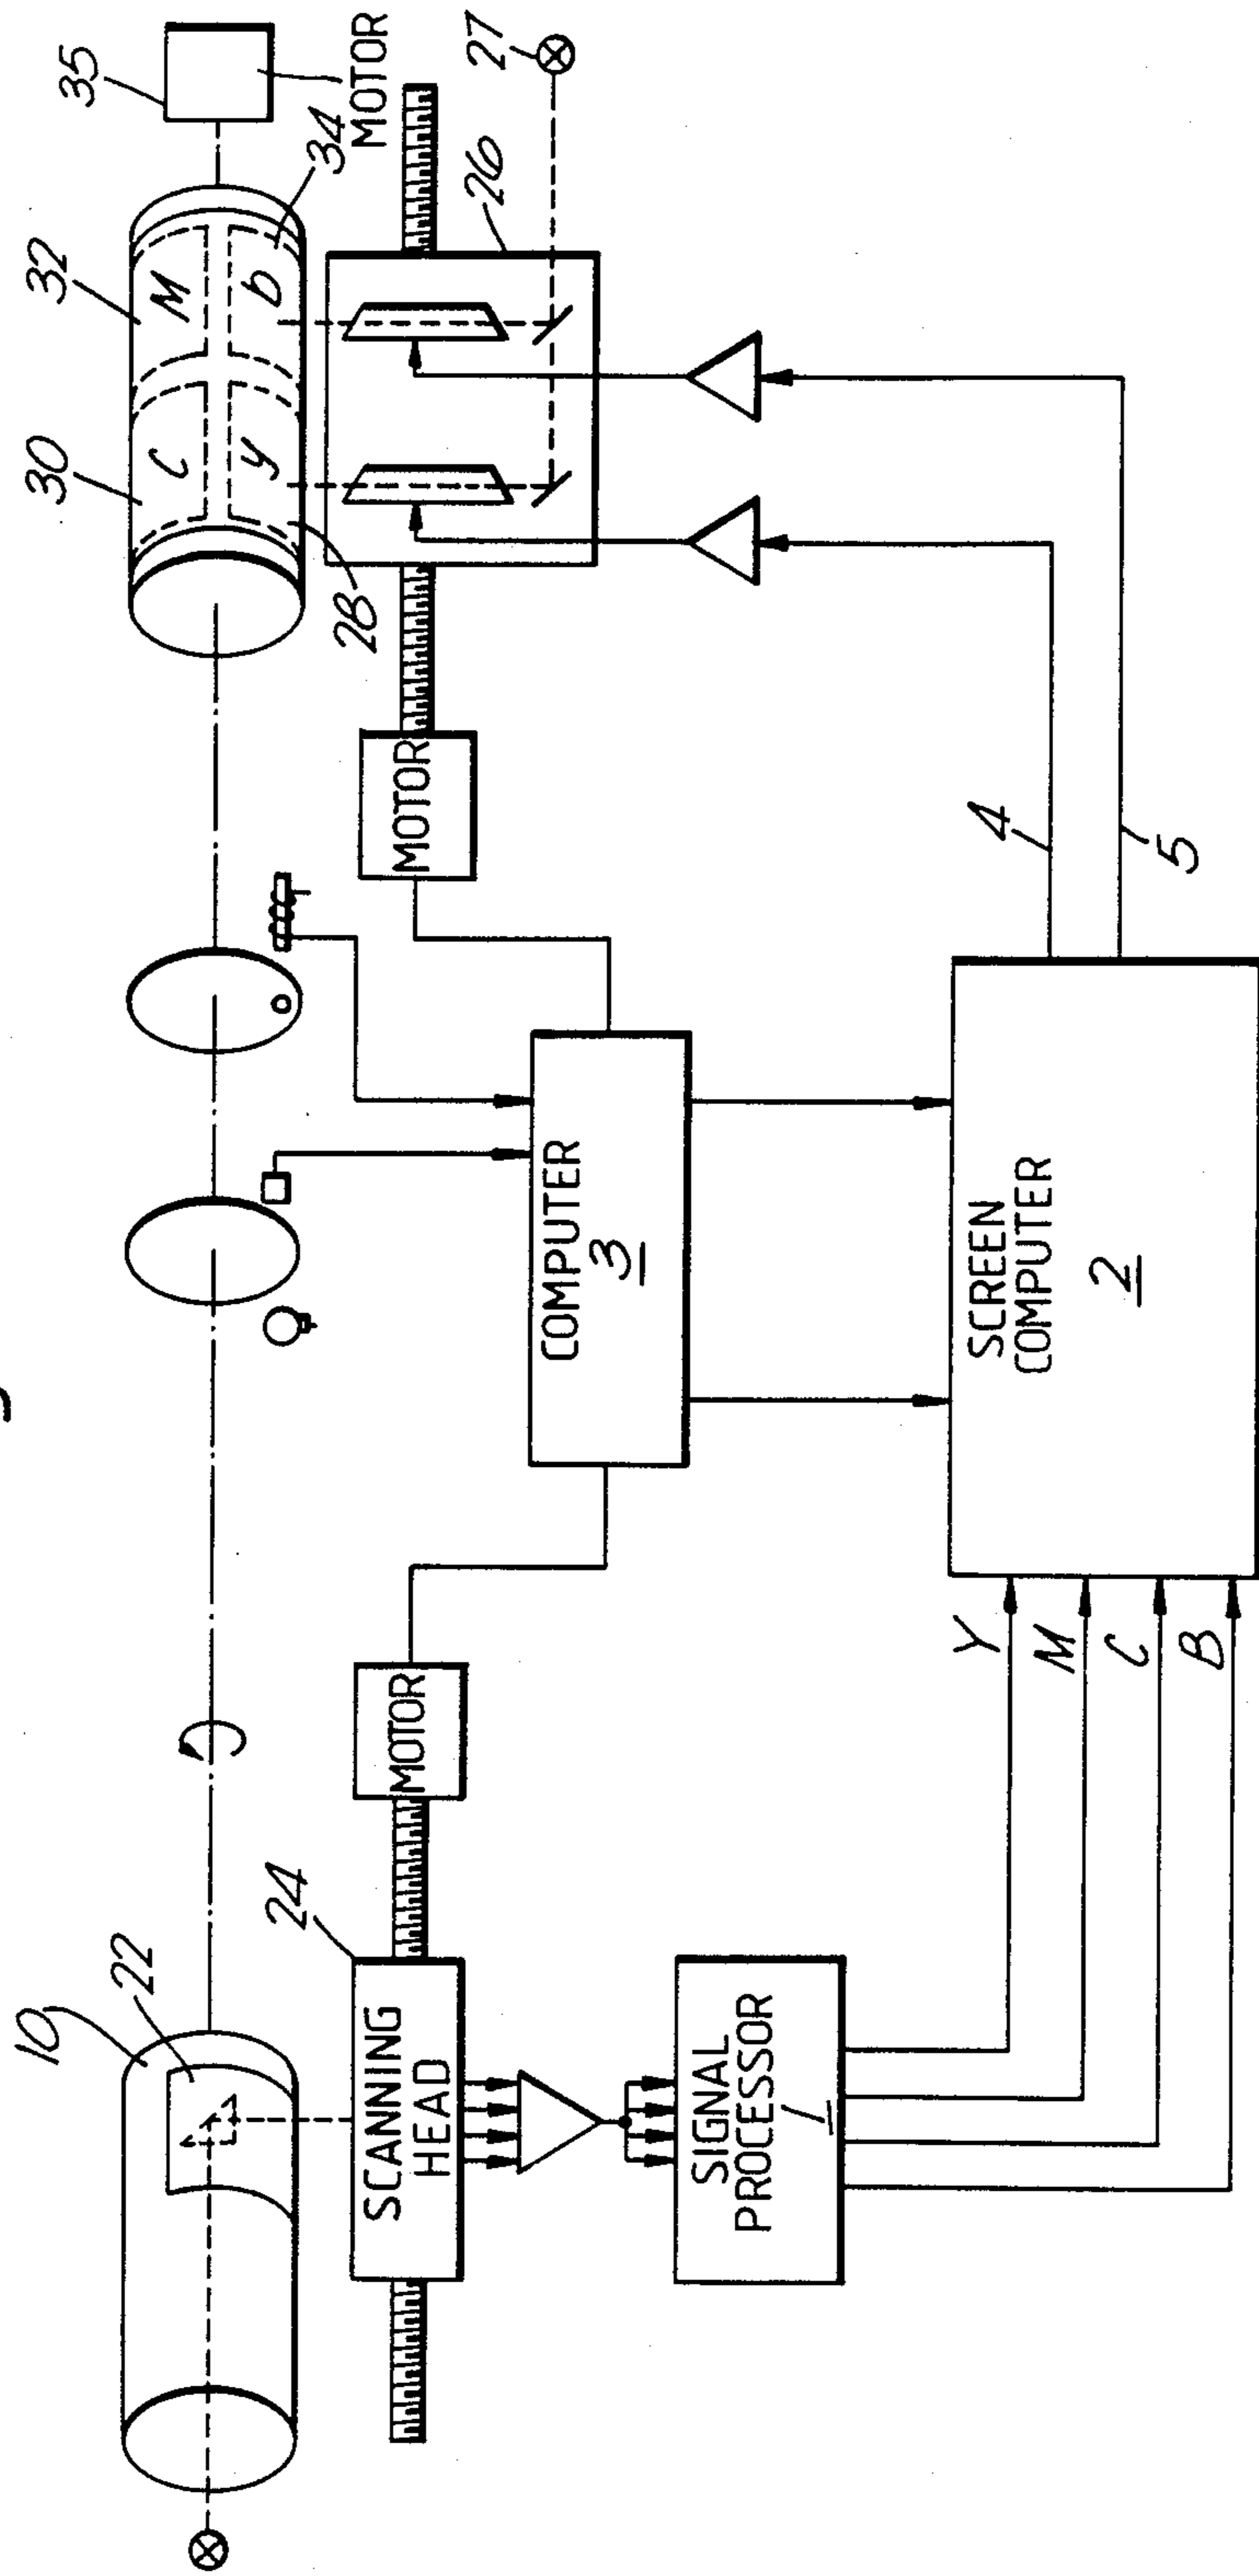 10
22
24
SCANNING
HEAD
MOTOR
SIGNAL
PROCESSOR
1
Y
M
C
B
COMPUTER
3
SCREEN
COMPUTER
2
4
5
MOTOR
28
30
C
y
32
M
b
34
35
MOTOR
26
27